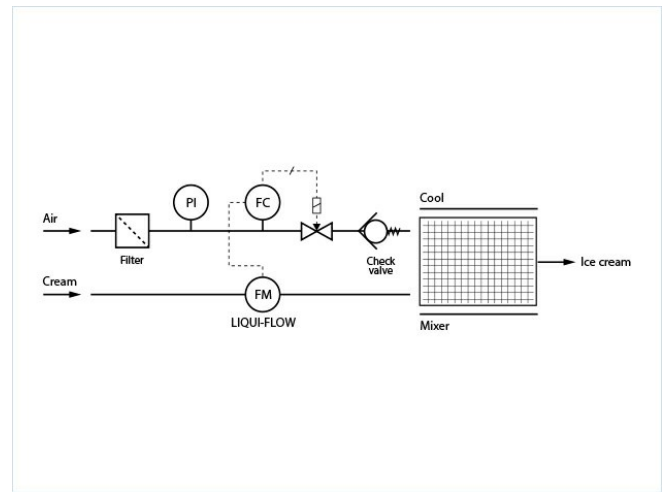 Air
Filter
PI
FC
Check
valve
Cream
FM
LIQUI-FLOW
Cool
Mixer
Ice cream